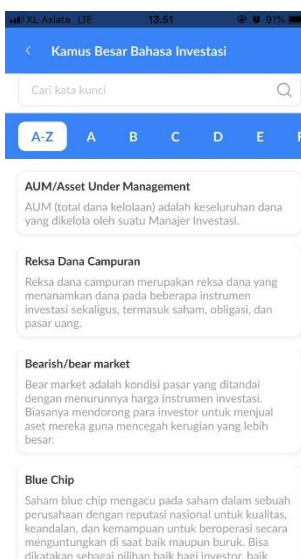 XL Axiata LTE 13.51 91%
Kamus Besar Bahasa Investasi
Cari kata kunci
A-Z A B C D E
AUM/Asset Under Management
AUM (total dana kelolaan) adalah keseluruhan dana
yang dikelola oleh suatu Manajer Investasi.
Reksa Dana Campuran
Reksa dana campuran merupakan reksa dana yang
menanamkan dana pada beberapa instrumen
investasi sekaligus, termasuk saham, obligasi, dan
pasar uang.
Bearish/bear market
Bear market adalah kondisi pasar yang ditandai
dengan menurunnya harga instrumen investasi.
Biasanya mendorong para investor untuk menjual
aset mereka guna mencegah kerugian yang lebih
besar.
Blue Chip
Saham blue chip mengacu pada saham dalam sebuah
perusahaan dengan reputasi nasional untuk kualitas,
keandalan, dan kemampuan untuk beroperasi secara
menguntungkan di saat baik maupun buruk. Bisa
dikatakan sebagai pilihan baik bagi investor, baik